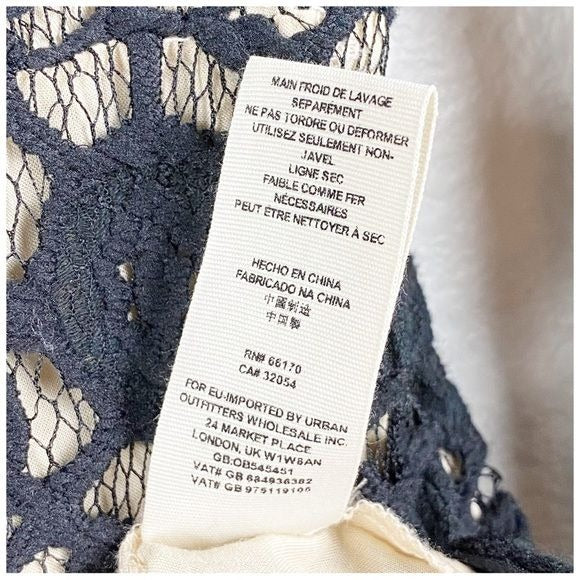 MAIN FROID DE LAVAGE
SEPAREMENT
NE PAS TORDRE OU DEFORMER
UTILISEZ SEULEMENT NON-
JAVEL
LIGNE SEC
FAIBLE COMME FER
NÉCESSAIRES
PEUT ÊTRE NETTOYER À SEC
HECHO EN CHINA
FABRICADO NA CHINA
中國制造
中国製
RN# 66170
CA# 32054
FOR EU-IMPORTED BY URBAN
OUTFITTERS WHOLESALE INC.
24 MARKET PLACE
LONDON, UK W1W8AN
GB:OB545451
VAT# GB 684936382
VAT# GB 975119106